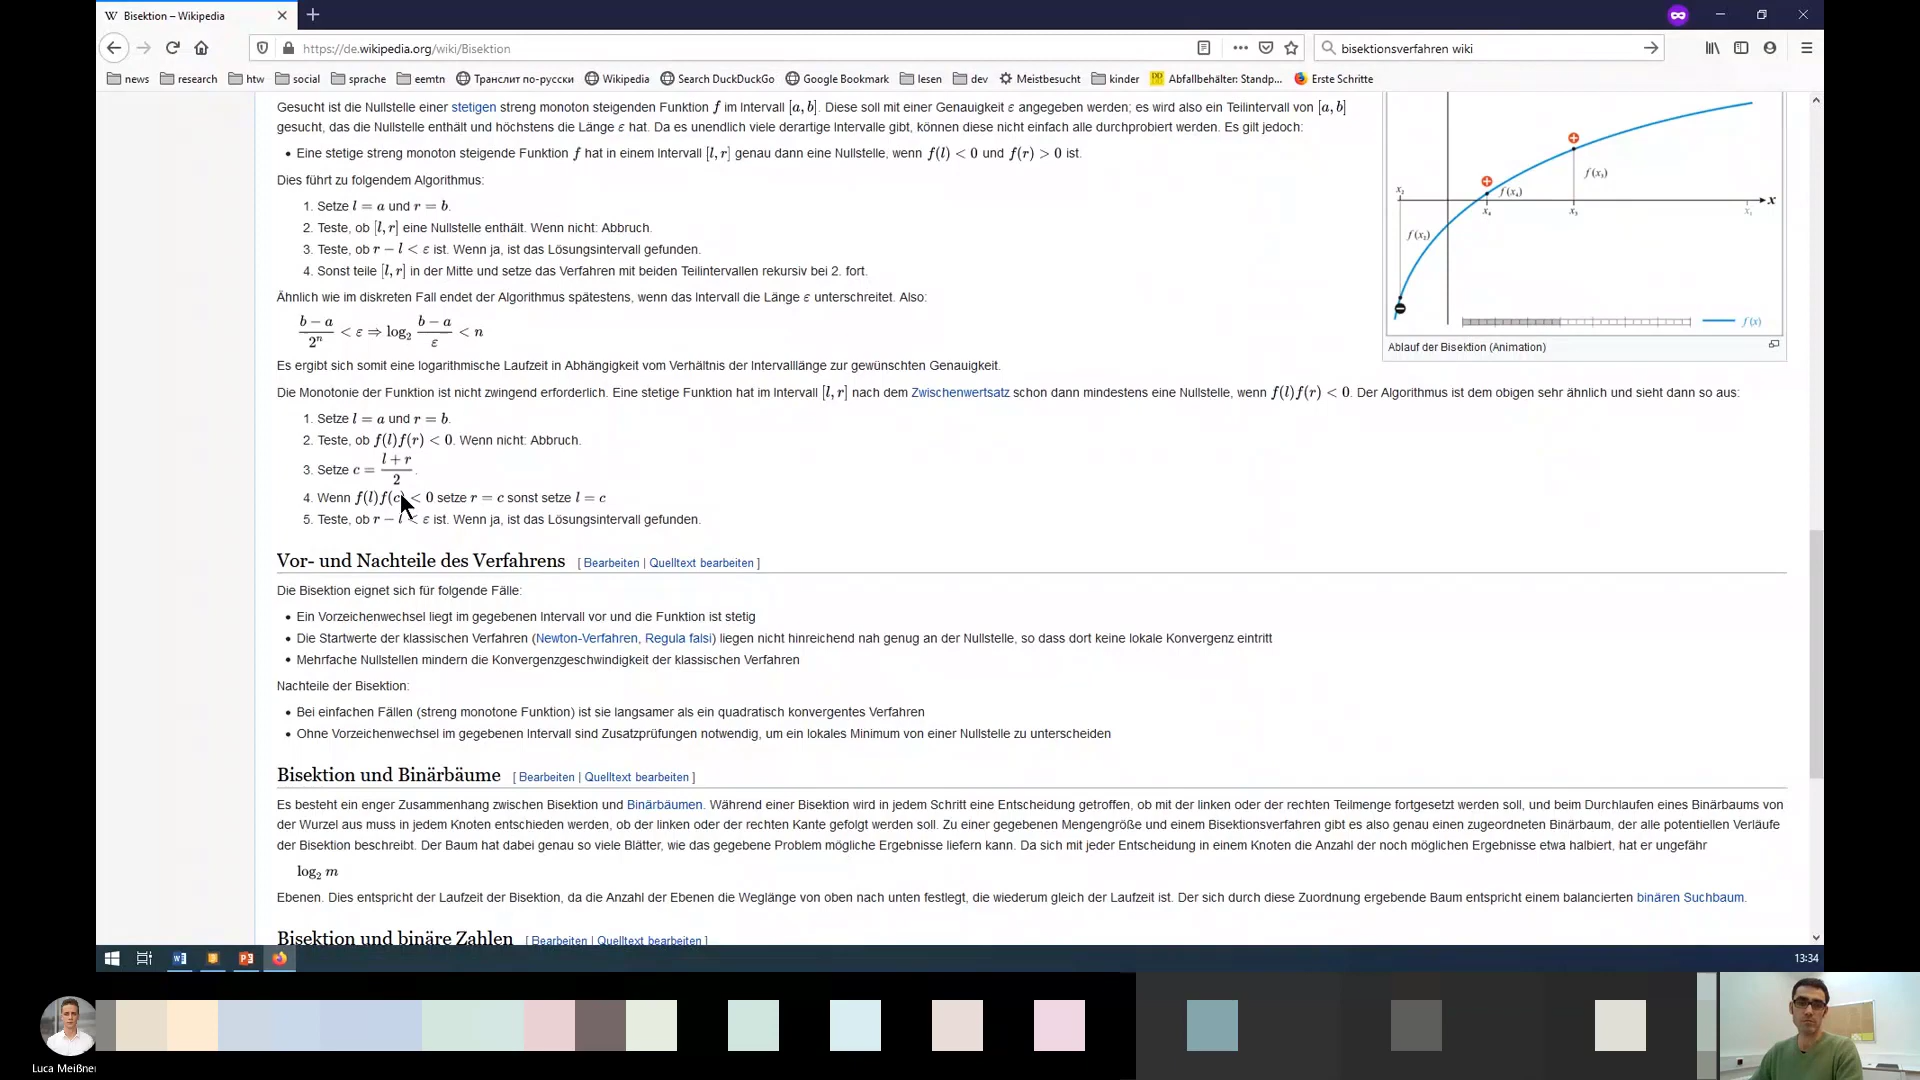 Bisektion – Wikipedia
https://de.wikipedia.org/wiki/Bisektion
bisektionsverfahren wiki
news research htw social sprache eemtn Транслит по-русски Wikipedia Search DuckDuckGo Google Bookmark lesen dev Meistbesucht kinder Abfallbehälter: Standp... Erste Schritte
Gesucht ist die Nullstelle einer stetigen streng monoton steigenden Funktion f im Intervall [a, b]. Diese soll mit einer Genauigkeit ε angegeben werden; es wird also ein Teilintervall von [a, b]
gesucht, das die Nullstelle enthält und höchstens die Länge ε hat. Da es unendlich viele derartige Intervalle gibt, können diese nicht einfach alle durchprobiert werden. Es gilt jedoch:
• Eine stetige streng monoton steigende Funktion f hat in einem Intervall [l, r] genau dann eine Nullstelle, wenn f(l) < 0 und f(r) > 0 ist.
Dies führt zu folgendem Algorithmus:
1. Setze l = a und r = b.
2. Teste, ob [l, r] eine Nullstelle enthält. Wenn nicht: Abbruch.
3. Teste, ob r − l < ε ist. Wenn ja, ist das Lösungsintervall gefunden.
4. Sonst teile [l, r] in der Mitte und setze das Verfahren mit beiden Teilintervallen rekursiv bei 2. fort.
Ähnlich wie im diskreten Fall endet der Algorithmus spätestens, wenn das Intervall die Länge ε unterschreitet. Also:
(b − a)/2ⁿ < ε ⇒ log₂ (b − a)/ε < n
Es ergibt sich somit eine logarithmische Laufzeit in Abhängigkeit vom Verhältnis der Intervalllänge zur gewünschten Genauigkeit.
f(x₃)
f(x₄)
x₂
x
x₄
x₃
x₁
f(x₂)
f(x)
Ablauf der Bisektion (Animation)
Die Monotonie der Funktion ist nicht zwingend erforderlich. Eine stetige Funktion hat im Intervall [l, r] nach dem Zwischenwertsatz schon dann mindestens eine Nullstelle, wenn f(l)f(r) < 0. Der Algorithmus ist dem obigen sehr ähnlich und sieht dann so aus:
1. Setze l = a und r = b.
2. Teste, ob f(l)f(r) < 0. Wenn nicht: Abbruch.
3. Setze c = (l + r)/2.
4. Wenn f(l)f(c) < 0 setze r = c sonst setze l = c
5. Teste, ob r − l < ε ist. Wenn ja, ist das Lösungsintervall gefunden.
Vor- und Nachteile des Verfahrens [ Bearbeiten | Quelltext bearbeiten ]
Die Bisektion eignet sich für folgende Fälle:
• Ein Vorzeichenwechsel liegt im gegebenen Intervall vor und die Funktion ist stetig
• Die Startwerte der klassischen Verfahren (Newton-Verfahren, Regula falsi) liegen nicht hinreichend nah genug an der Nullstelle, so dass dort keine lokale Konvergenz eintritt
• Mehrfache Nullstellen mindern die Konvergenzgeschwindigkeit der klassischen Verfahren
Nachteile der Bisektion:
• Bei einfachen Fällen (streng monotone Funktion) ist sie langsamer als ein quadratisch konvergentes Verfahren
• Ohne Vorzeichenwechsel im gegebenen Intervall sind Zusatzprüfungen notwendig, um ein lokales Minimum von einer Nullstelle zu unterscheiden
Bisektion und Binärbäume [ Bearbeiten | Quelltext bearbeiten ]
Es besteht ein enger Zusammenhang zwischen Bisektion und Binärbäumen. Während einer Bisektion wird in jedem Schritt eine Entscheidung getroffen, ob mit der linken oder der rechten Teilmenge fortgesetzt werden soll, und beim Durchlaufen eines Binärbaums von
der Wurzel aus muss in jedem Knoten entschieden werden, ob der linken oder der rechten Kante gefolgt werden soll. Zu einer gegebenen Mengengröße und einem Bisektionsverfahren gibt es also genau einen zugeordneten Binärbaum, der alle potentiellen Verläufe
der Bisektion beschreibt. Der Baum hat dabei genau so viele Blätter, wie das gegebene Problem mögliche Ergebnisse liefern kann. Da sich mit jeder Entscheidung in einem Knoten die Anzahl der noch möglichen Ergebnisse etwa halbiert, hat er ungefähr
log₂ m
Ebenen. Dies entspricht der Laufzeit der Bisektion, da die Anzahl der Ebenen die Weglänge von oben nach unten festlegt, die wiederum gleich der Laufzeit ist. Der sich durch diese Zuordnung ergebende Baum entspricht einem balancierten binären Suchbaum.
Bisektion und binäre Zahlen [ Bearbeiten | Quelltext bearbeiten ]
13:34
Luca Meißner